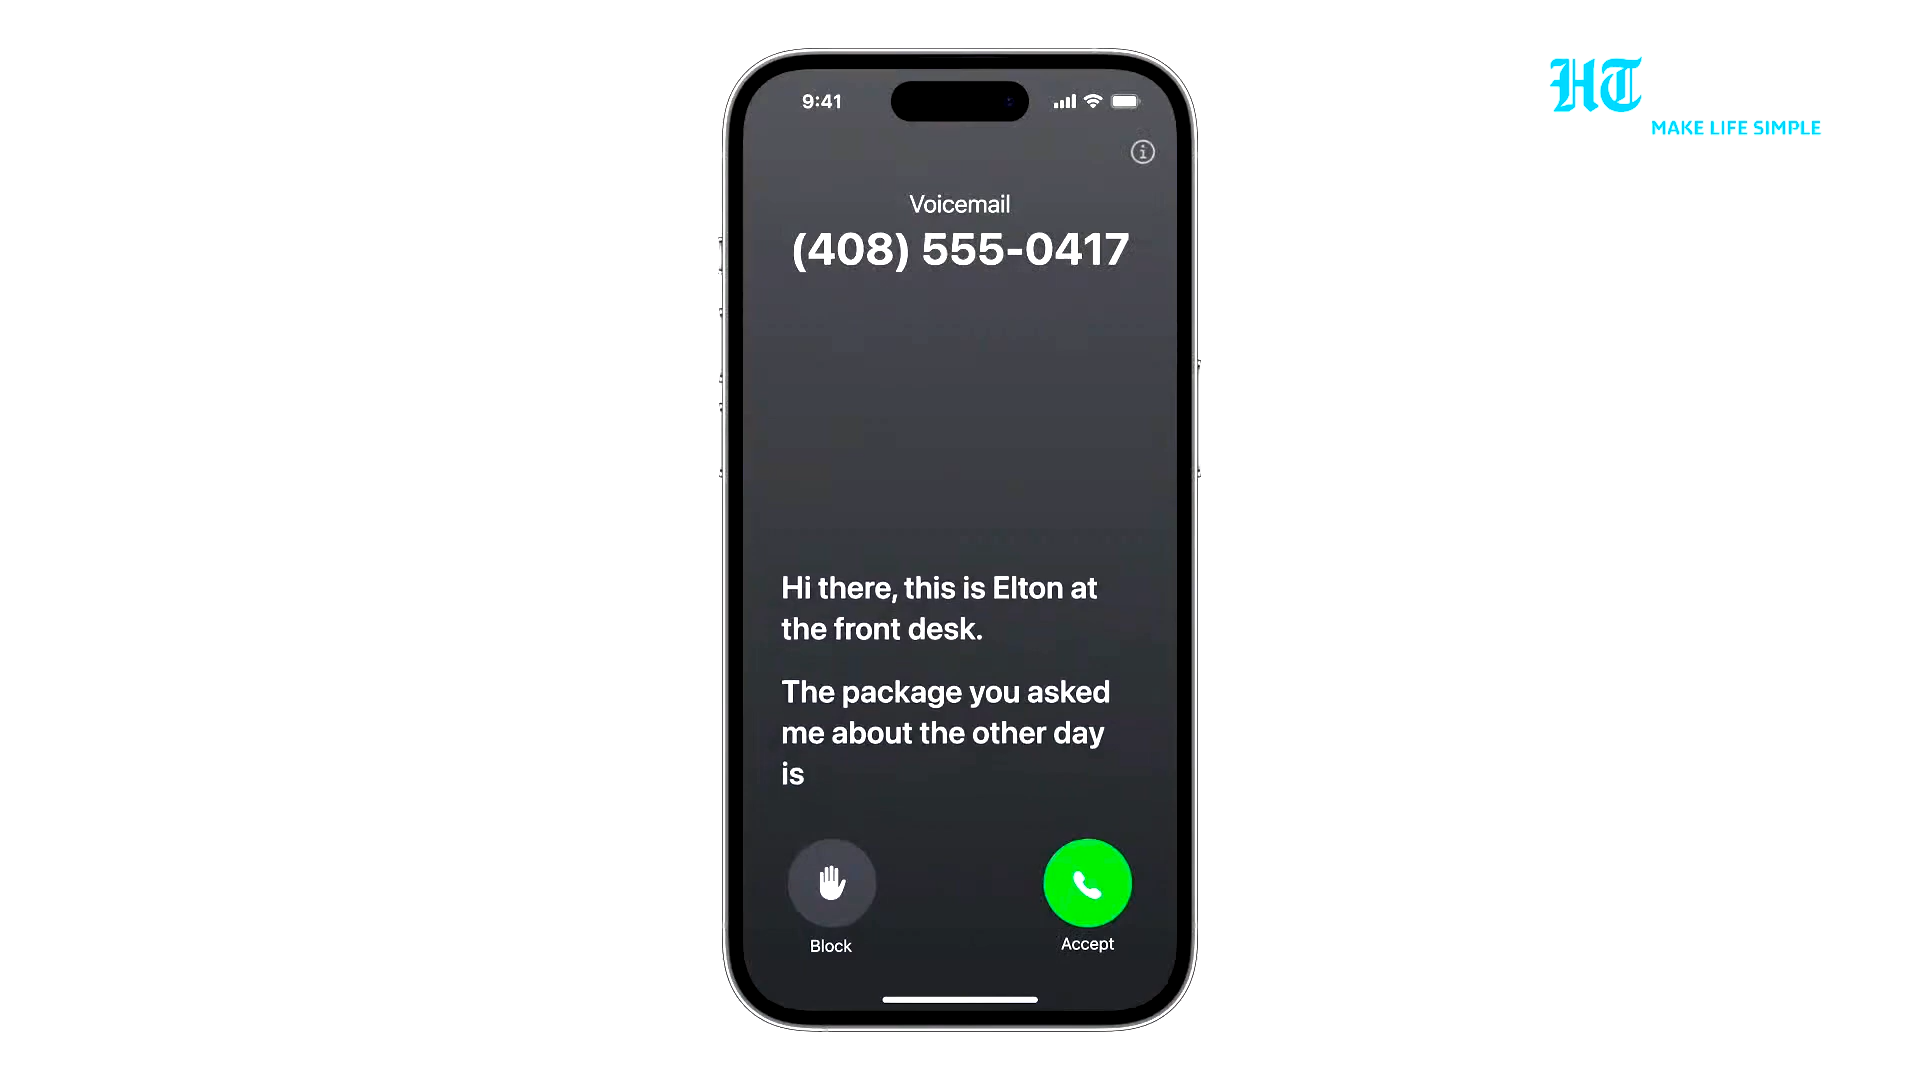 HT
MAKE LIFE SIMPLE
9:41
Voicemail
(408) 555-0417
Hi there, this is Elton at
the front desk.
The package you asked
me about the other day
is
Block
Accept